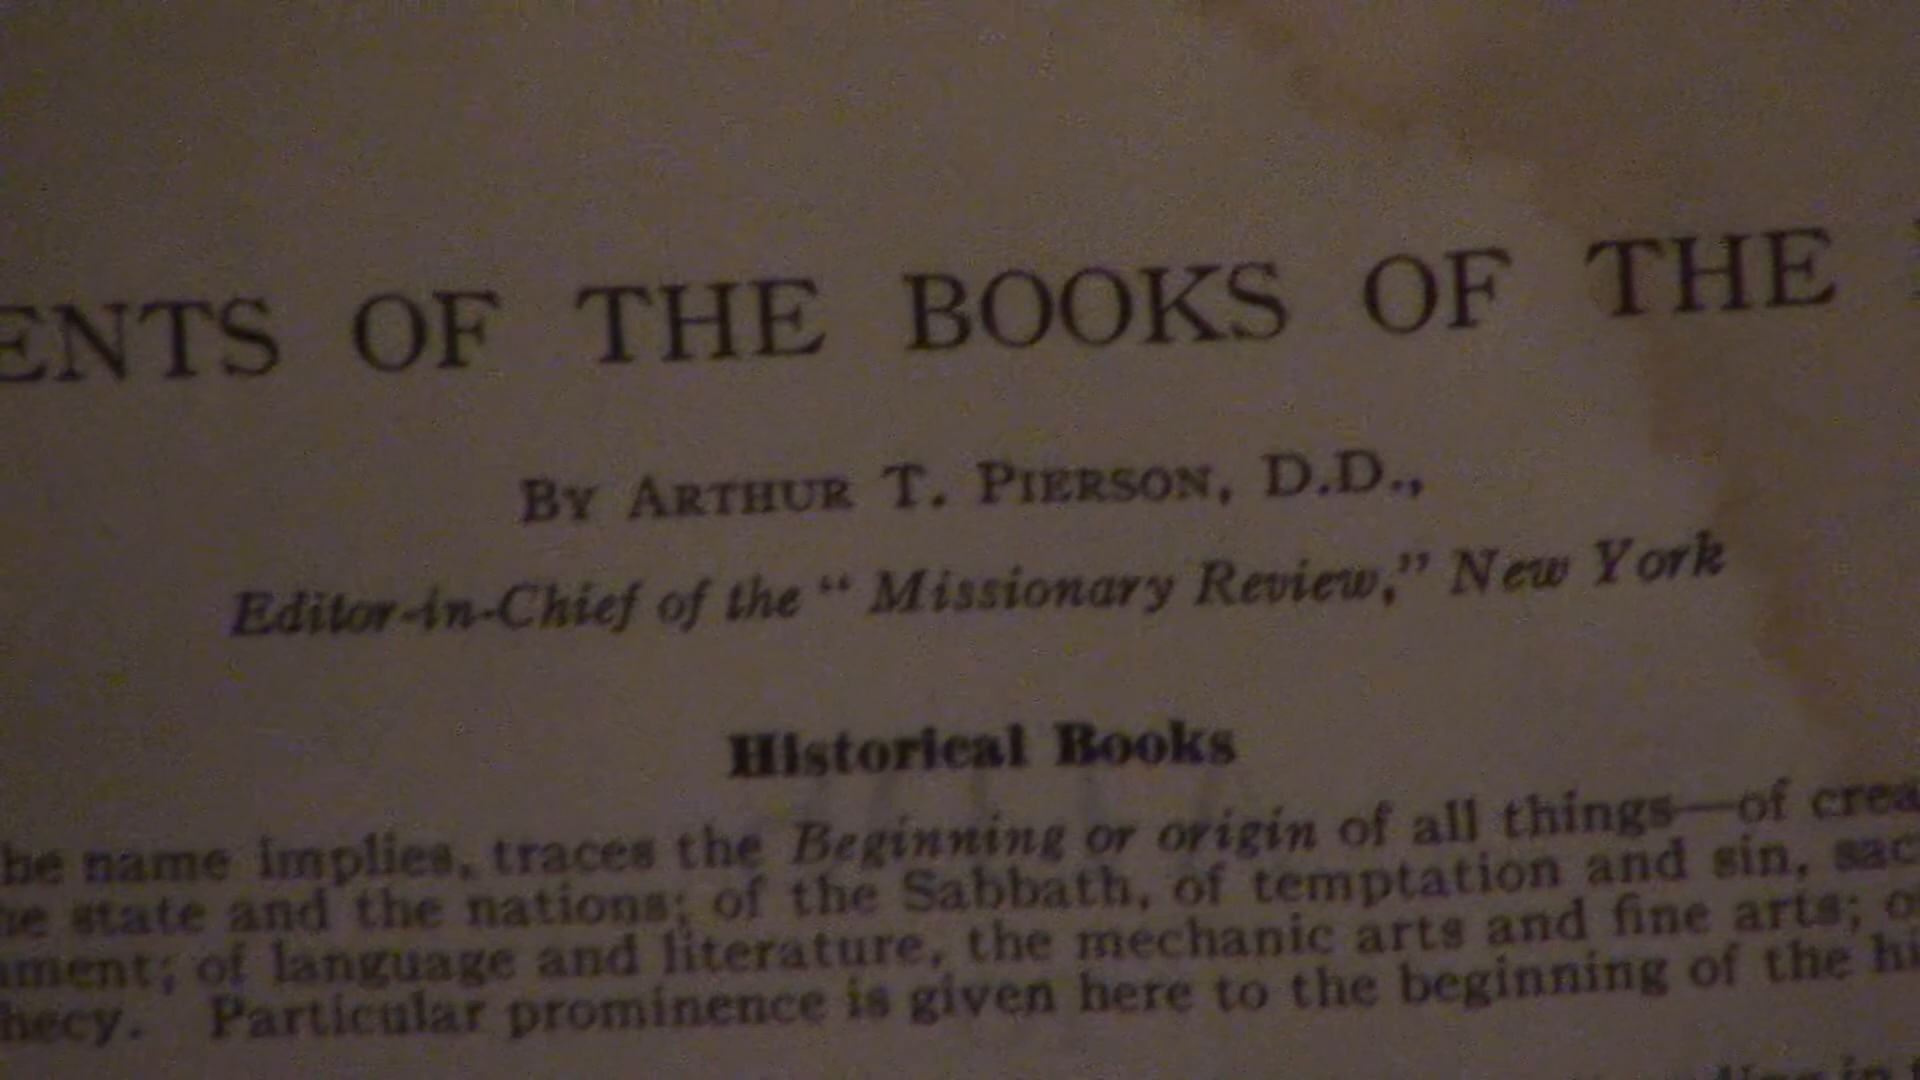 ENTS OF THE BOOKS OF THE
BY ARTHUR T. PIERSON, D.D.,
Editor-in-Chief of the “Missionary Review,” New York
Historical Books
he name implies, traces the Beginning or origin of all things—of crea
he state and the nations; of the Sabbath, of temptation and sin, sac
ment; of language and literature, the mechanic arts and fine arts; o
hecy. Particular prominence is given here to the beginning of the hi